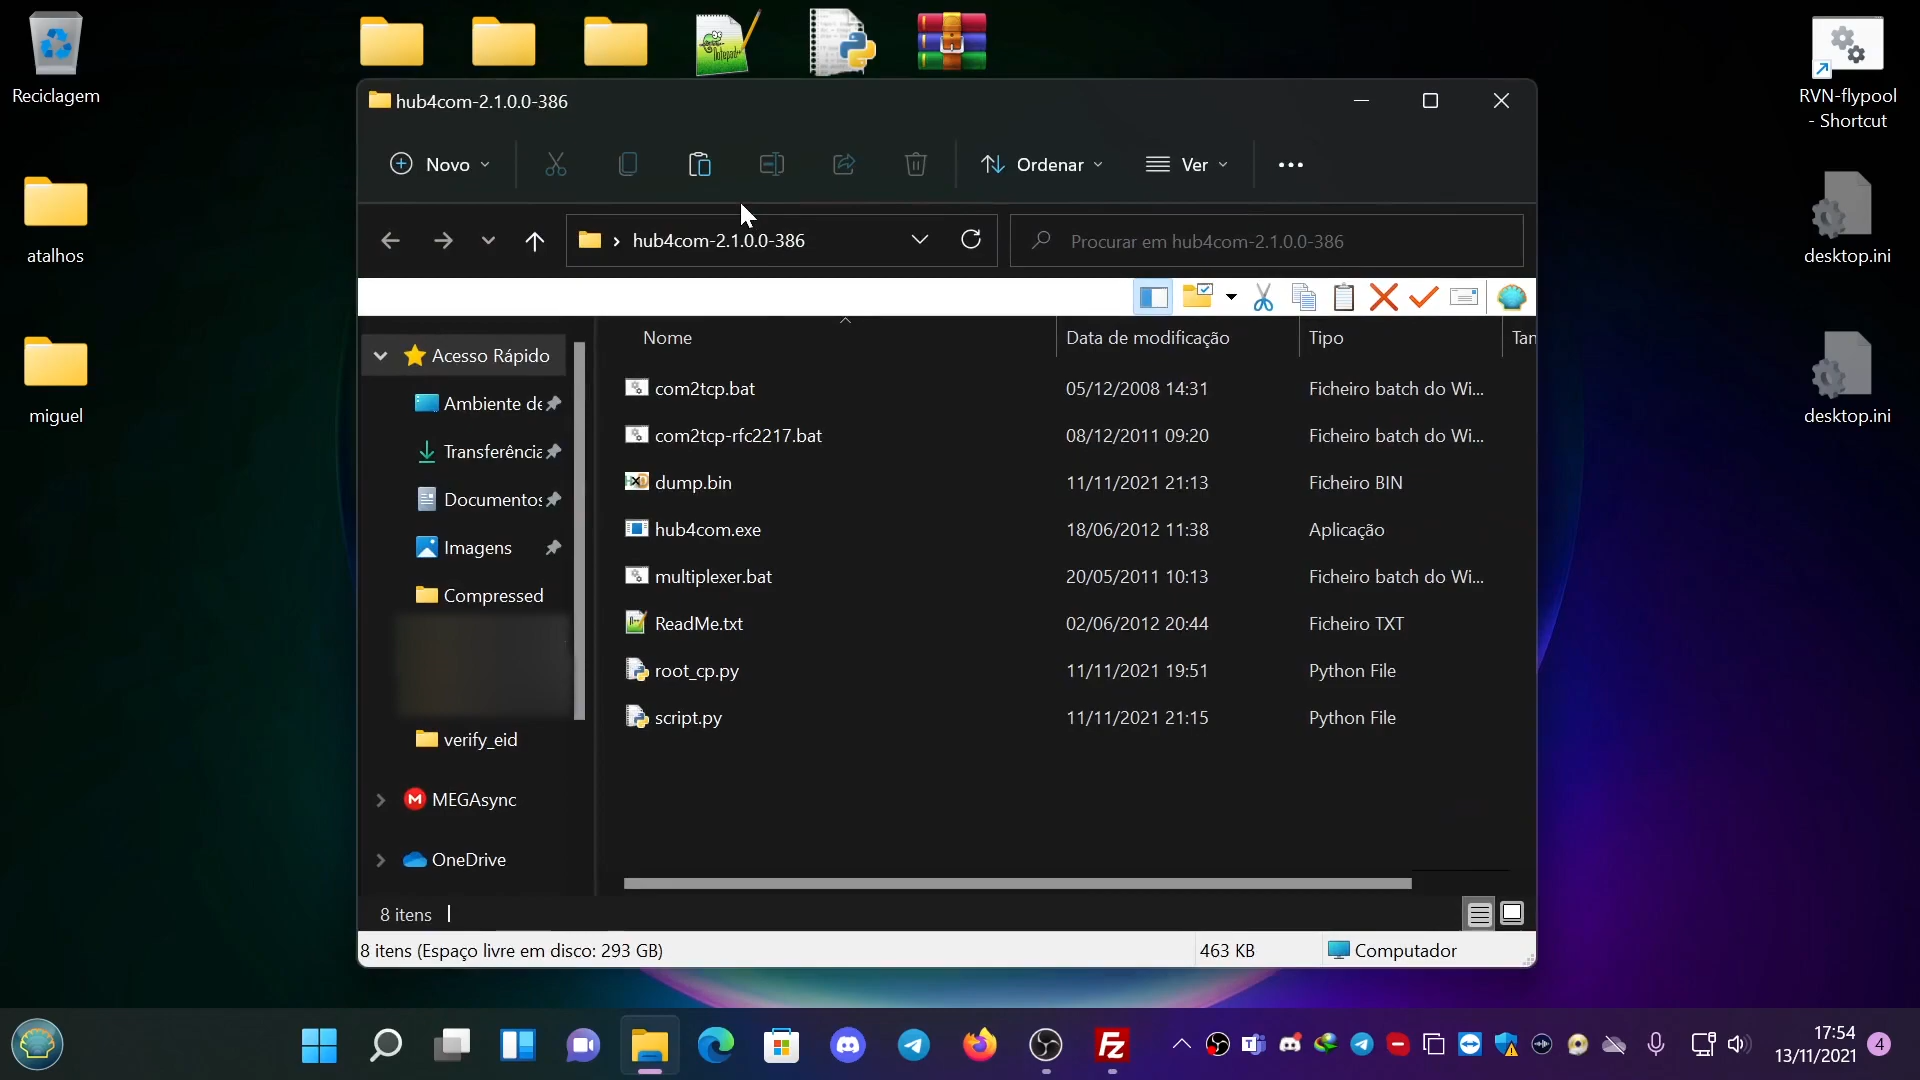 Reciclagem
atalhos
miguel
RVN-flypool
- Shortcut
desktop.ini
desktop.ini
hub4com-2.1.0.0-386
Novo
Ordenar
Ver
hub4com-2.1.0.0-386
Procurar em hub4com-2.1.0.0-386
Nome
Data de modificação
Tipo
Tar
Acesso Rápido
Ambiente de
Transferência
Documentos
Imagens
Compressed
verify_eid
MEGAsync
OneDrive
com2tcp.bat 05/12/2008 14:31 Ficheiro batch do Wi...
com2tcp-rfc2217.bat 08/12/2011 09:20 Ficheiro batch do Wi...
dump.bin 11/11/2021 21:13 Ficheiro BIN
hub4com.exe 18/06/2012 11:38 Aplicação
multiplexer.bat 20/05/2011 10:13 Ficheiro batch do Wi...
ReadMe.txt 02/06/2012 20:44 Ficheiro TXT
root_cp.py 11/11/2021 19:51 Python File
script.py 11/11/2021 21:15 Python File
8 itens
8 itens (Espaço livre em disco: 293 GB)
463 KB
Computador
17:54
13/11/2021
4